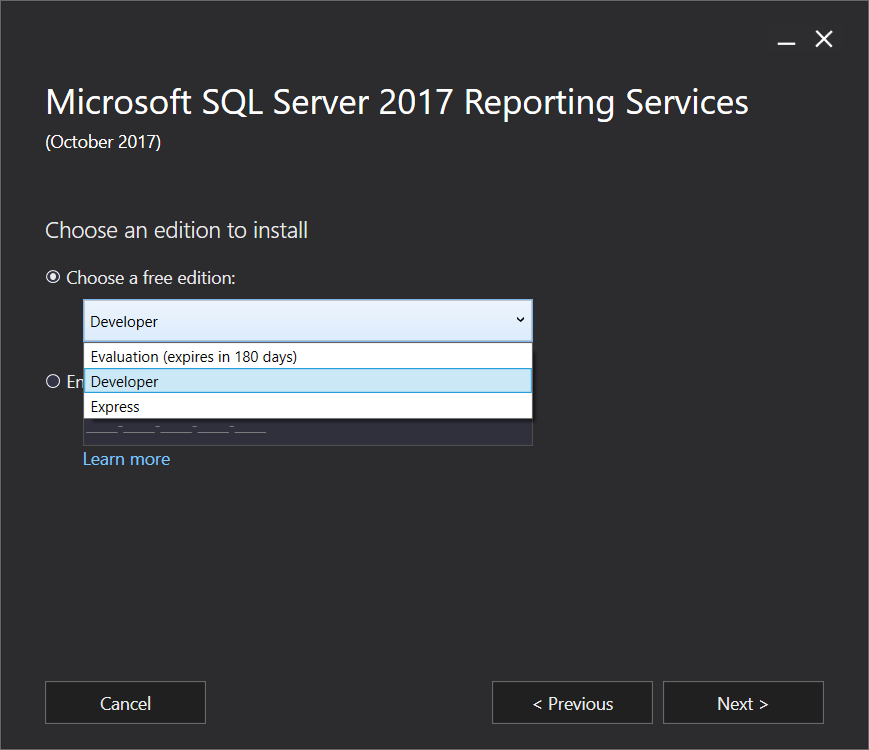 Microsoft SQL Server 2017 Reporting Services
(October 2017)
Choose an edition to install
Choose a free edition:
Developer
Evaluation (expires in 180 days)
Developer
Express
Learn more
Cancel
< Previous
Next >